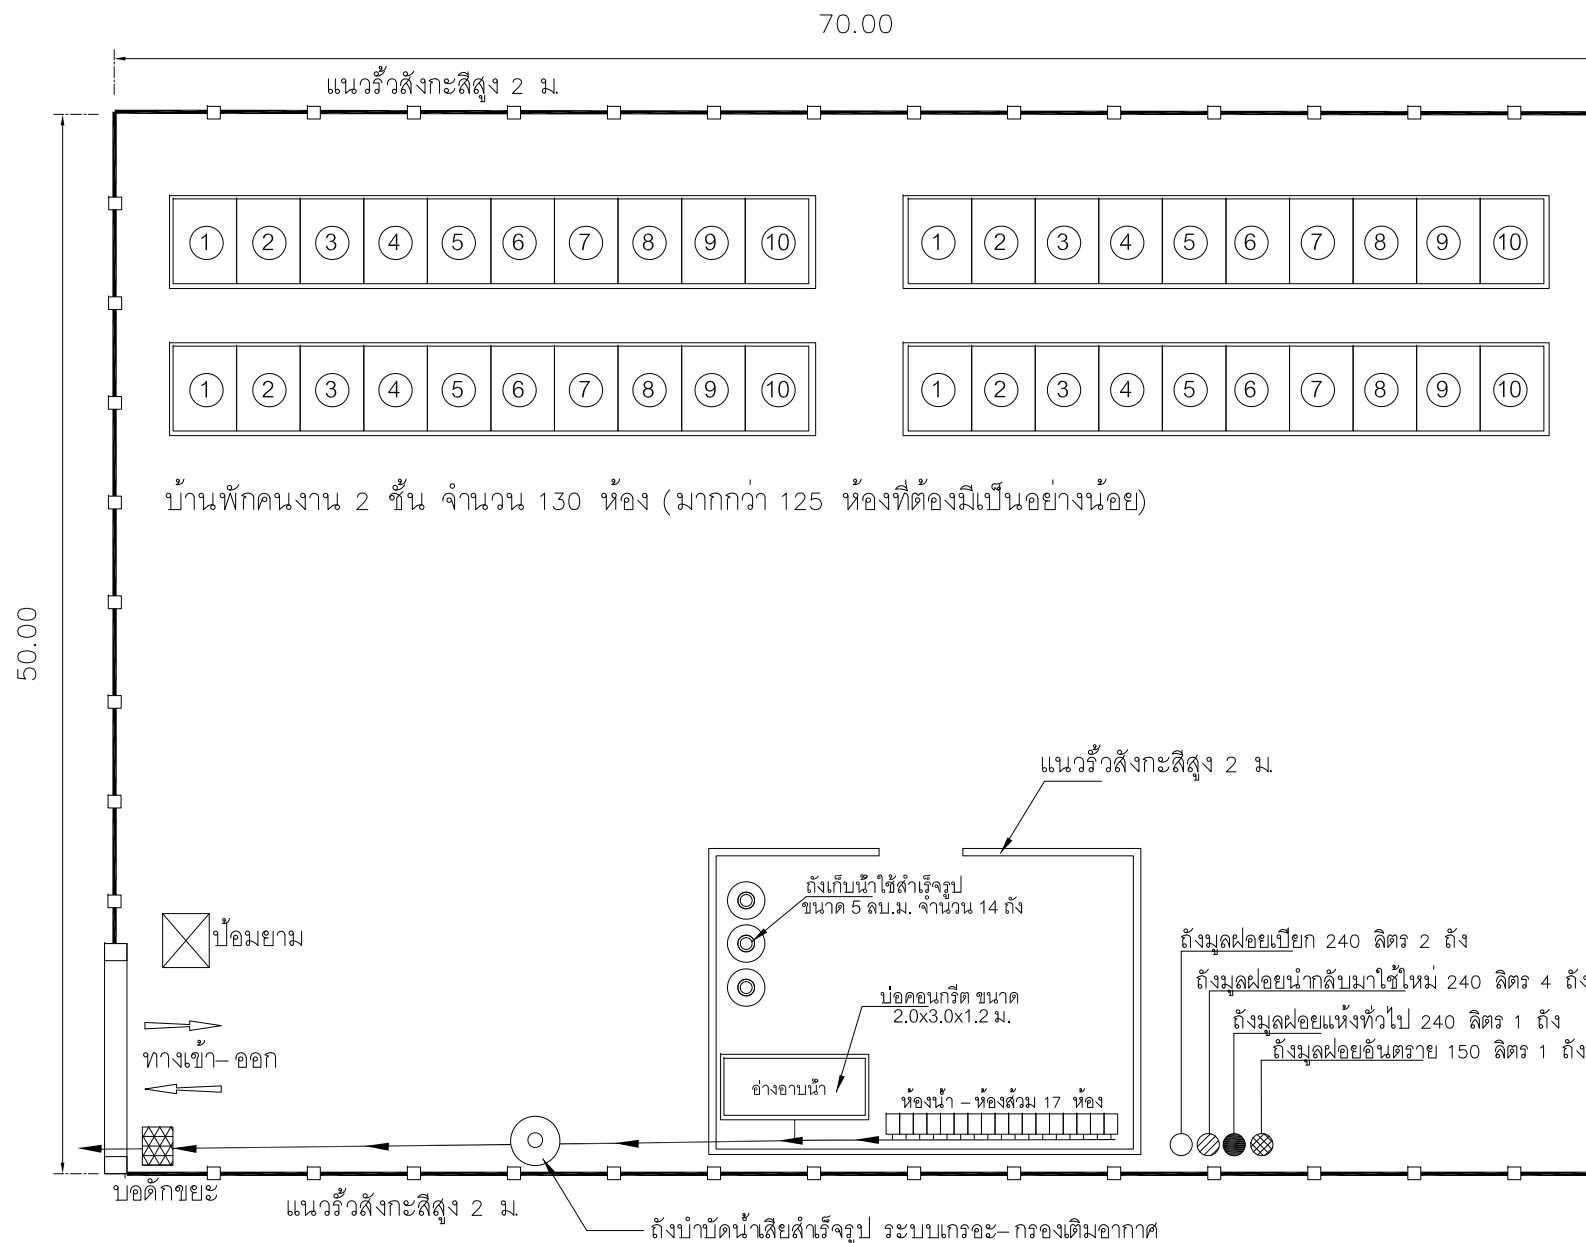 70.00
แนวรั้วสังกะสีสูง 2 ม.
1 2 3 4 5 6 7 8 9 10
1 2 3 4 5 6 7 8 9 10
1 2 3 4 5 6 7 8 9 10
1 2 3 4 5 6 7 8 9 10
บ้านพักคนงาน 2 ชั้น จำนวน 130 ห้อง (มากกว่า 125 ห้องที่ต้องมีเป็นอย่างน้อย)
50.00
แนวรั้วสังกะสีสูง 2 ม.
ถังเก็บน้ำใช้สำเร็จรูป
ขนาด 5 ลบ.ม. จำนวน 14 ถัง
ป้อมยาม
ถังมูลฝอยเปียก 240 ลิตร 2 ถัง
ถังมูลฝอยนำกลับมาใช้ใหม่ 240 ลิตร 4 ถัง
บ่อคอนกรีต ขนาด
2.0x3.0x1.2 ม.
ถังมูลฝอยแห้งทั่วไป 240 ลิตร 1 ถัง
ถังมูลฝอยอันตราย 150 ลิตร 1 ถัง
ทางเข้า-ออก
อ่างอาบน้ำ
ห้องน้ำ -ห้องส้วม 17 ห้อง
บอดักขยะ
แนวรั้วสังกะสีสูง 2 ม.
ถังบำบัดน้ำเสียสำเร็จรูป ระบบเกรอะ-กรองเติมอากาศ